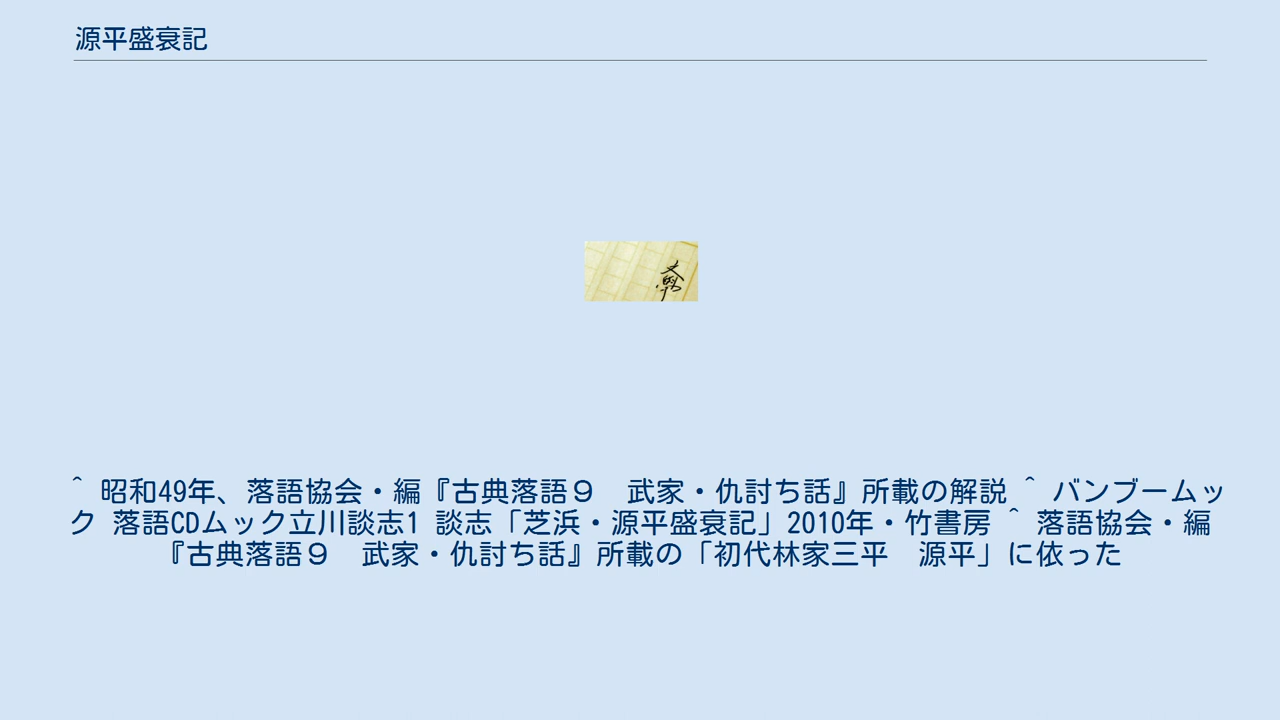 源平盛衰記
^ 昭和49年、落語協会・編『古典落語９　武家・仇討ち話』所載の解説 ^ バンブームッ
ク 落語CDムック立川談志1 談志「芝浜・源平盛衰記」2010年・竹書房 ^ 落語協会・編
『古典落語９　武家・仇討ち話』所載の「初代林家三平　源平」に依った